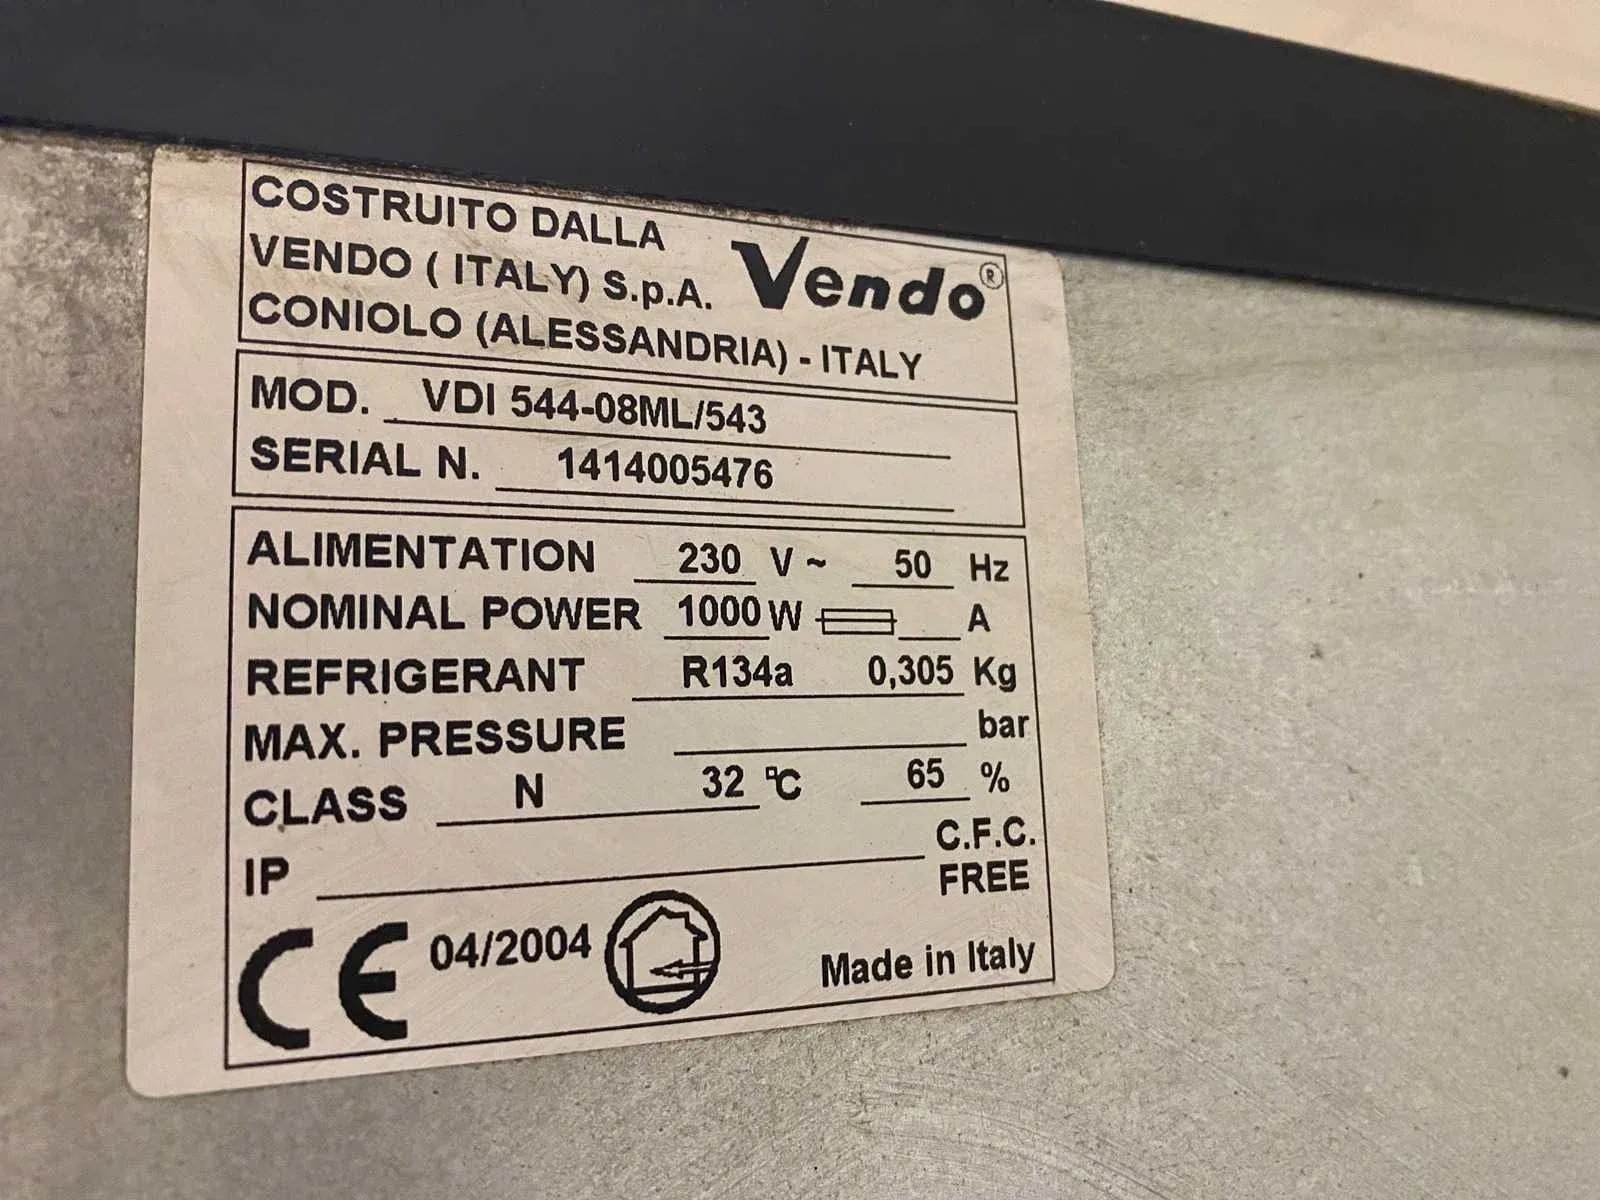 COSTRUITO DALLA
VENDO ( ITALY) S.p.A.
CONIOLO (ALESSANDRIA) - ITALY
Vendo®
MOD. VDI 544-08ML/543
SERIAL N. 1414005476
ALIMENTATION 230 V ~ 50 Hz
NOMINAL POWER 1000 W A
REFRIGERANT R134a 0,305 Kg
MAX. PRESSURE bar
CLASS N 32 °C 65 %
IP C.F.C.
FREE
CE 04/2004 Made in Italy